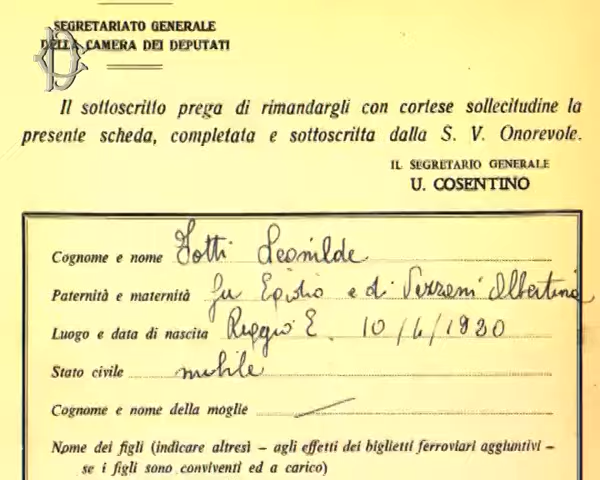 SEGRETARIATO GENERALE
DELLA CAMERA DEI DEPUTATI
Il sottoscritto prega di rimandargli con cortese sollecitudine la
presente scheda, completata e sottoscritta dalla S. V. Onorevole.
IL SEGRETARIO GENERALE
U. COSENTINO
Cognome e nome Jotti Leonilde
Paternità e maternità fu Egidio e di Vezzani Albertina
Luogo e data di nascita Reggio E. 10/4/1920
Stato civile nubile
Cognome e nome della moglie
Nome dei figli (indicare altresì - agli effetti dei biglietti ferroviari aggiuntivi -
se i figli sono conviventi ed a carico)